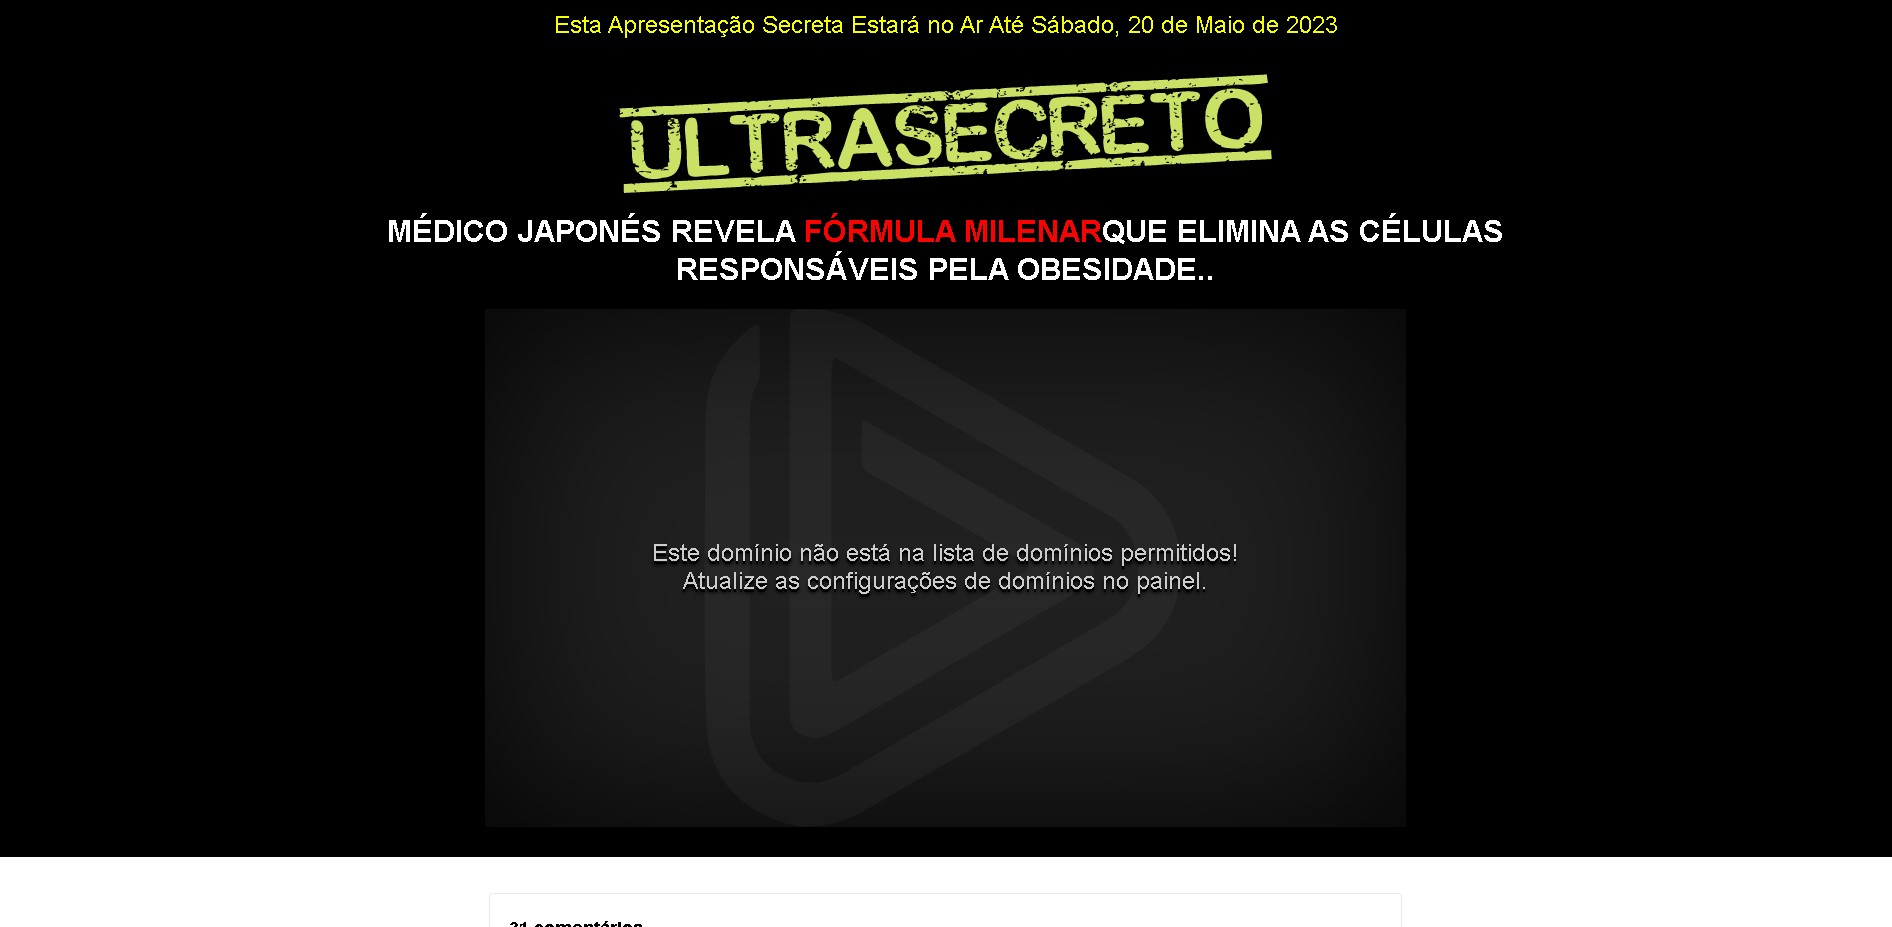 Esta Apresentação Secreta Estará no Ar Até Sábado, 20 de Maio de 2023
ULTRASECRETO
MÉDICO JAPONÉS REVELA FÓRMULA MILENARQUE ELIMINA AS CÉLULAS
RESPONSÁVEIS PELA OBESIDADE..
Este domínio não está na lista de domínios permitidos!
Atualize as configurações de domínios no painel.
31 comentários